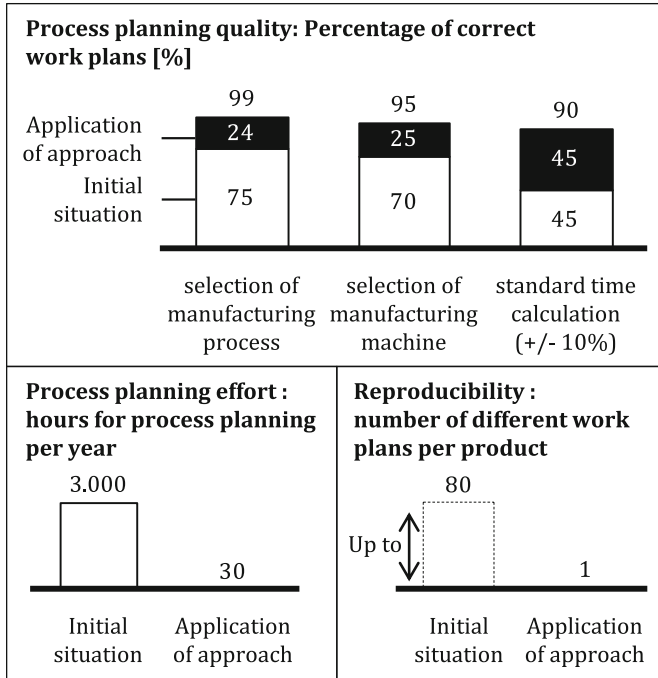 Process planning quality: Percentage of correct
work plans [%]
99
95
90
Application
of approach
24
25
45
Initial
situation
75
70
45
selection of
manufacturing
process
selection of
manufacturing
machine
standard time
calculation
(+/- 10%)
Process planning effort :
hours for process planning
per year
3.000
30
Initial
situation
Application
of approach
Reproducibility :
number of different work
plans per product
80
Up to
1
Initial
situation
Application
of approach